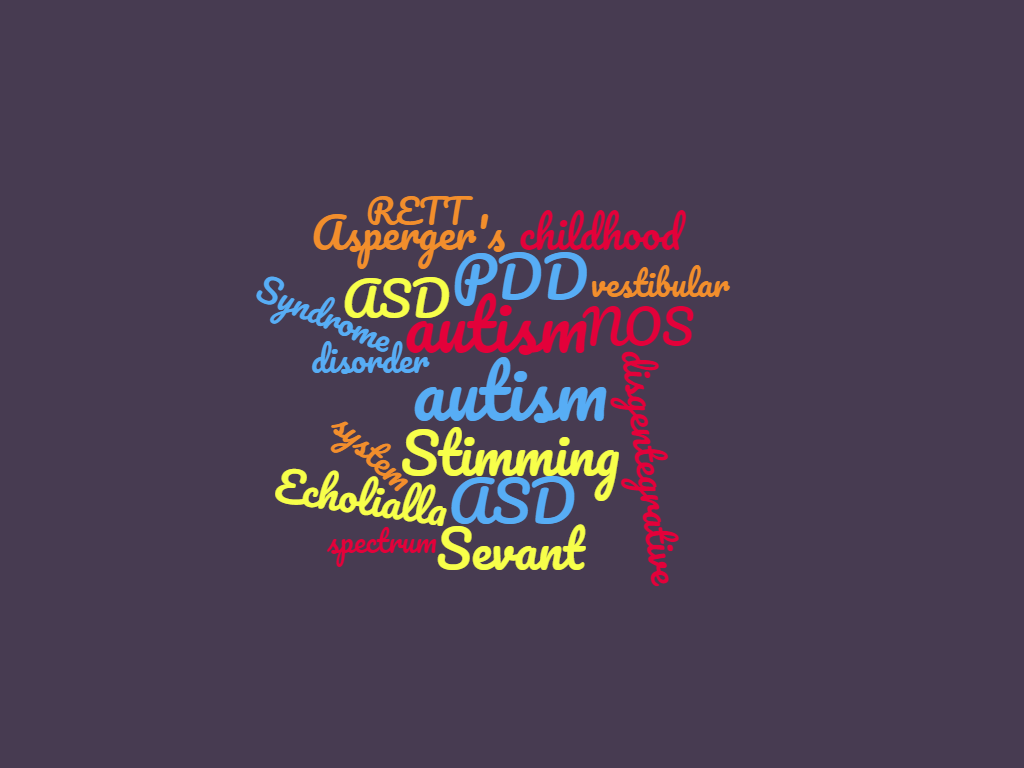 RETT
Asperger's
childhood
PDD
vestibular
ASD
Syndrome
autism
NOS
disorder
disgentegrative
autism
system
Stimming
Echolialla
ASD
spectrum
Sevant